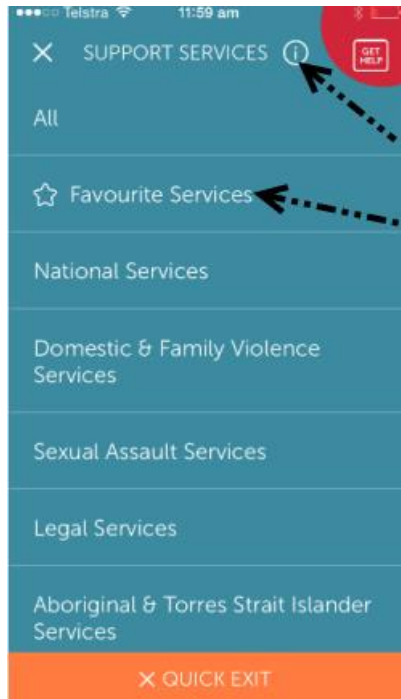 Telstra 11:59 am
SUPPORT SERVICES
GET
HELP
All
Favourite Services
National Services
Domestic & Family Violence
Services
Sexual Assault Services
Legal Services
Aboriginal & Torres Strait Islander
Services
X QUICK EXIT